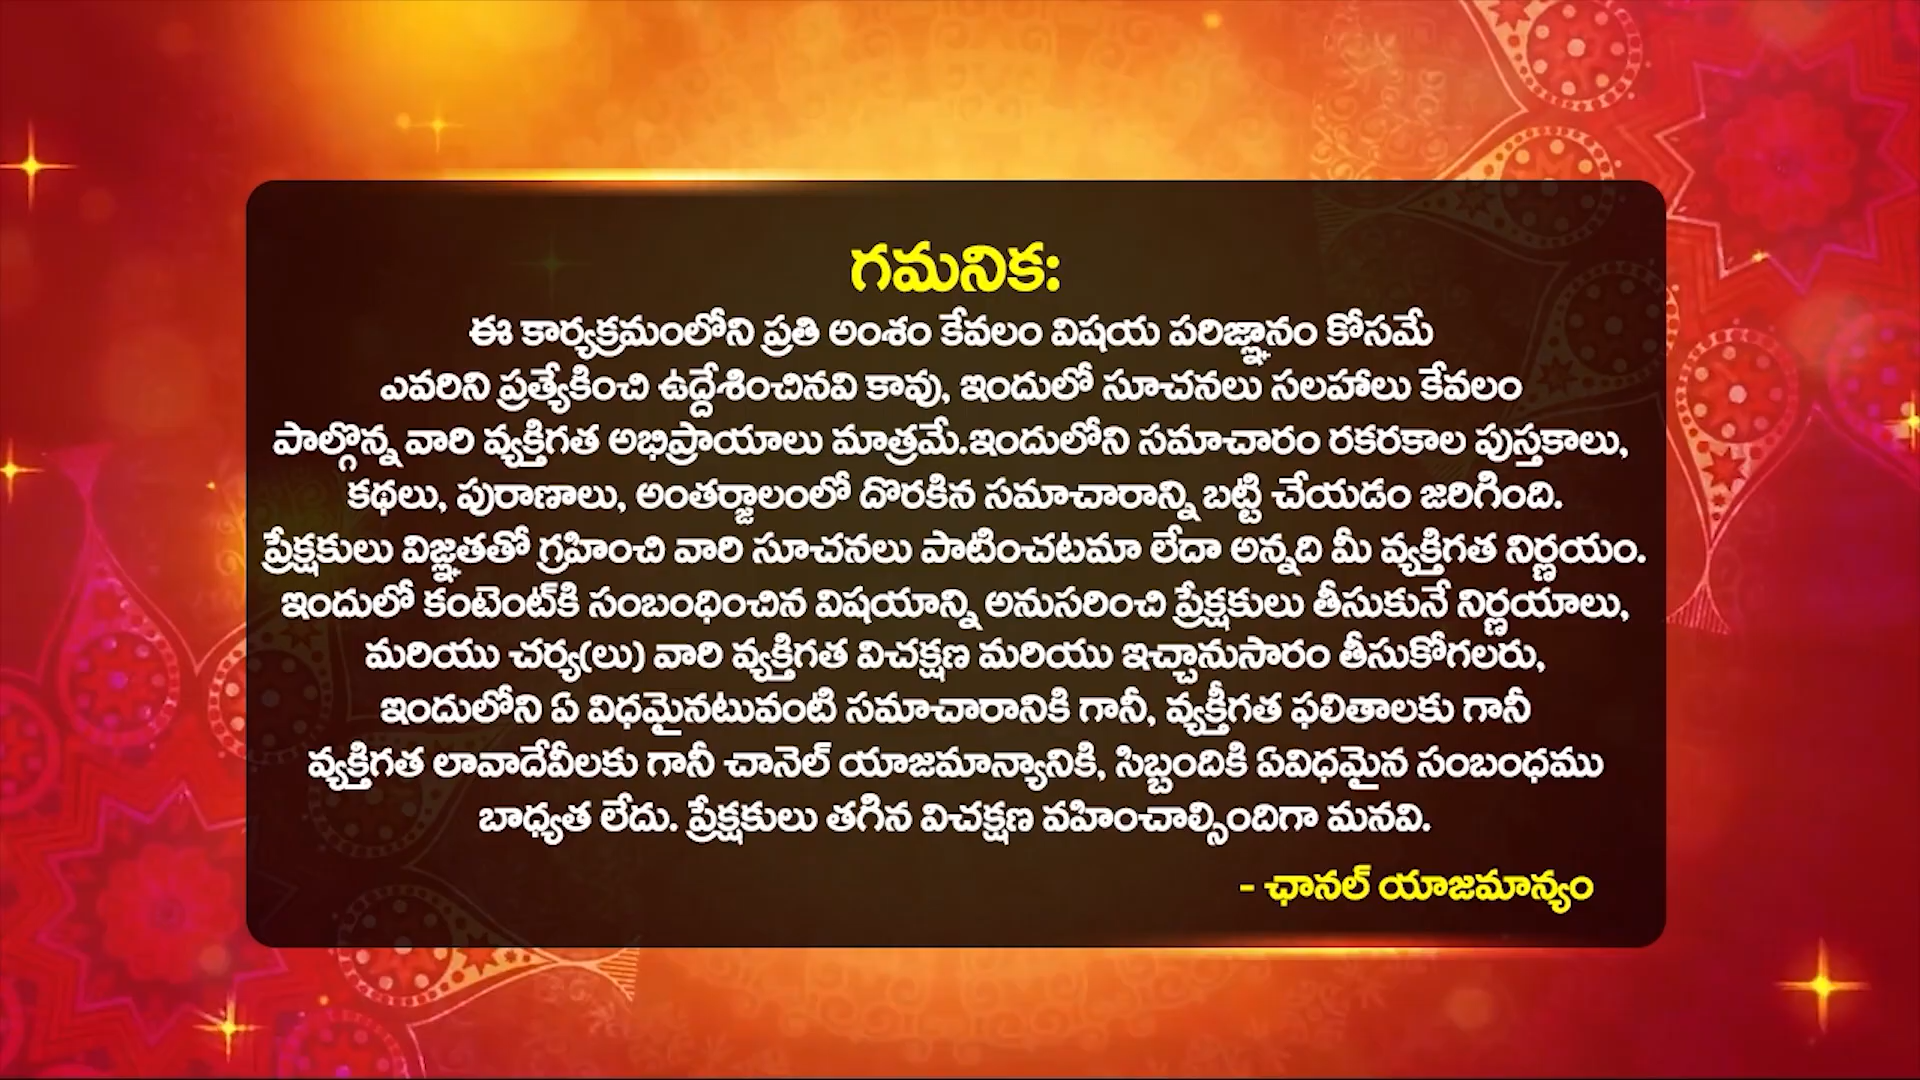 గమనిక:
ఈ కార్యక్రమంలోని ప్రతి అంశం కేవలం విషయ పరిజ్ఞానం కోసమే
ఎవరిని ప్రత్యేకించి ఉద్దేశించినవి కావు, ఇందులో సూచనలు సలహాలు కేవలం
పాల్గొన్న వారి వ్యక్తిగత అభిప్రాయాలు మాత్రమే.ఇందులోని సమాచారం రకరకాల పుస్తకాలు,
కథలు, పురాణాలు, అంతర్జాలంలో దొరకిన సమాచారాన్ని బట్టి చేయడం జరిగింది.
ప్రేక్షకులు విజ్ఞతతో గ్రహించి వారి సూచనలు పాటించటమా లేదా అన్నది మీ వ్యక్తిగత నిర్ణయం.
ఇందులో కంటెంట్‌కి సంబంధించిన విషయాన్ని అనుసరించి ప్రేక్షకులు తీసుకునే నిర్ణయాలు,
మరియు చర్య(లు) వారి వ్యక్తిగత విచక్షణ మరియు ఇచ్ఛానుసారం తీసుకోగలరు,
ఇందులోని ఏ విధమైనటువంటి సమాచారానికి గానీ, వ్యక్తీగత ఫలితాలకు గానీ
వ్యక్తిగత లావాదేవీలకు గానీ చానెల్ యాజమాన్యానికి, సిబ్బందికి ఏవిధమైన సంబంధము
బాధ్యత లేదు. ప్రేక్షకులు తగిన విచక్షణ వహించాల్సిందిగా మనవి.
- ఛానల్ యాజమాన్యం